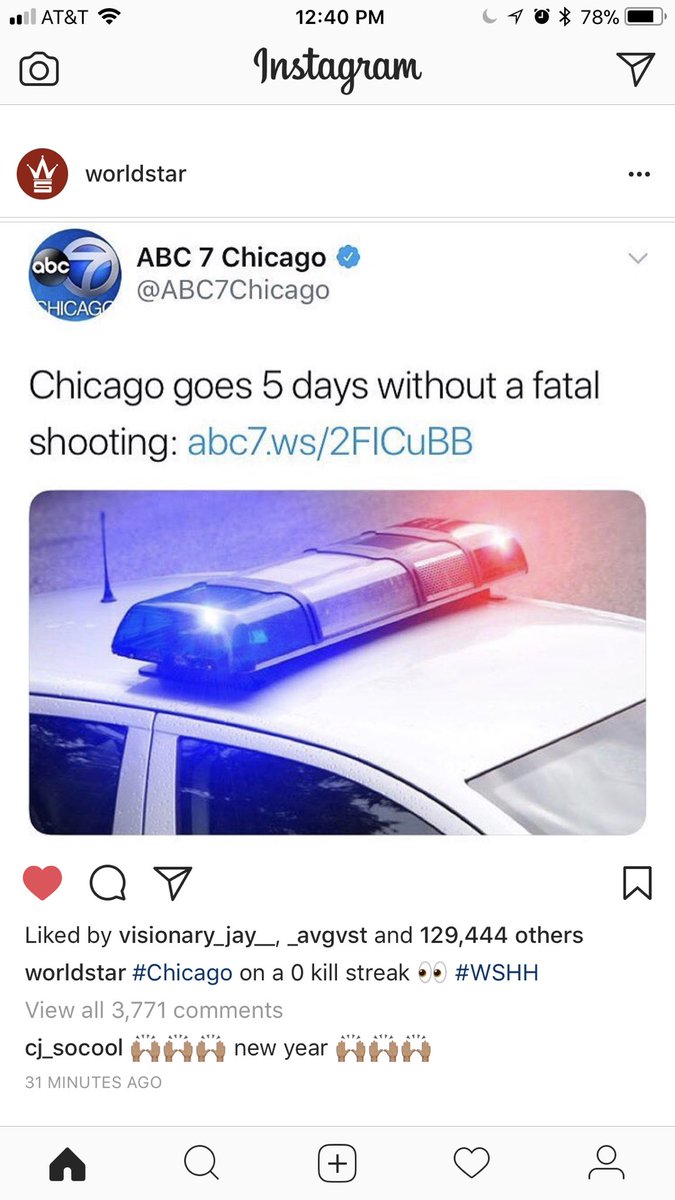 AT&T 12:40 PM 78%
Instagram
worldstar
abc 7
CHICAGO
ABC 7 Chicago
@ABC7Chicago
Chicago goes 5 days without a fatal
shooting: abc7.ws/2FlCuBB
Liked by visionary_jay__, _avgvst and 129,444 others
worldstar #Chicago on a 0 kill streak 👀 #WSHH
View all 3,771 comments
cj_socool 🙌🏽🙌🏽🙌🏽 new year 🙌🏽🙌🏽🙌🏽
31 MINUTES AGO